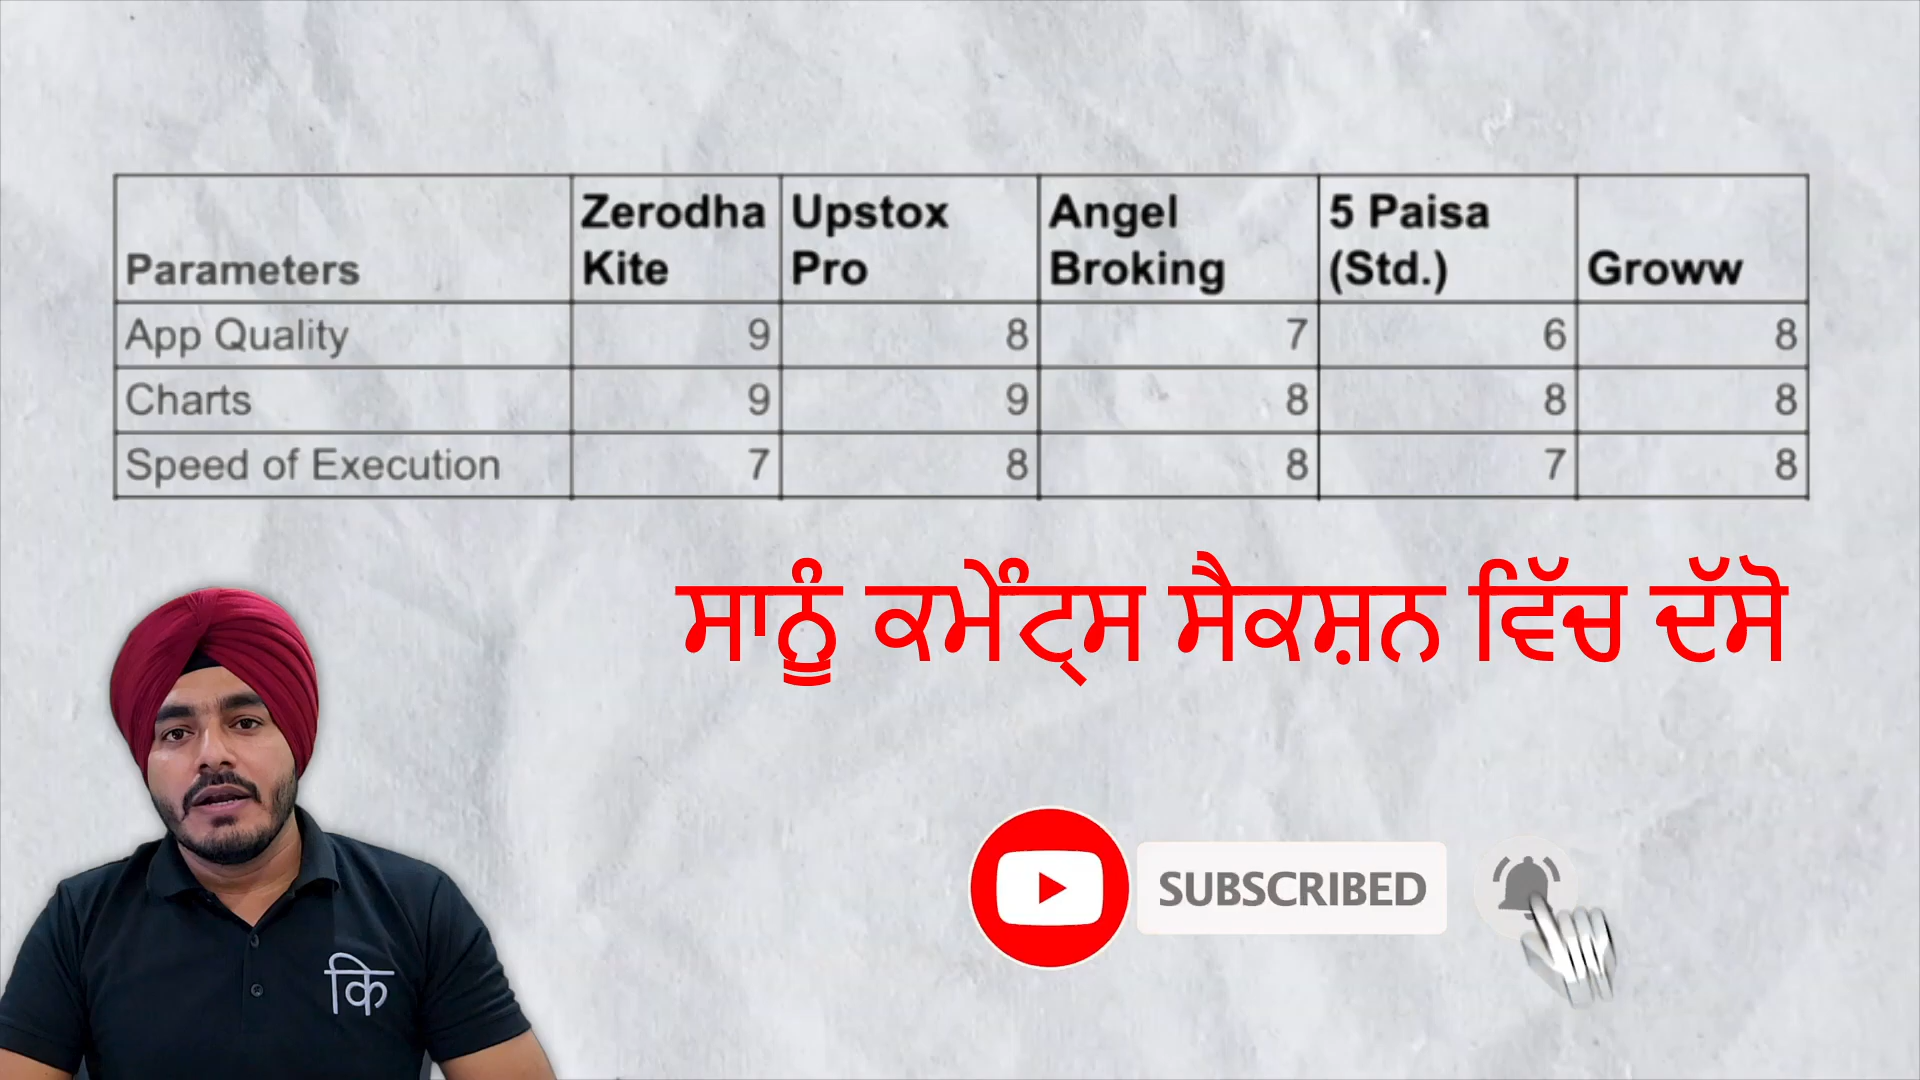 Parameters Zerodha Kite Upstox Pro Angel Broking 5 Paisa (Std.) Groww
App Quality 9 8 7 6 8
Charts 9 9 8 8 8
Speed of Execution 7 8 8 7 8
ਸਾਨੂੰ ਕਮੇਂਟ੍ਸ ਸੈਕਸ਼ਨ ਵਿੱਚ ਦੱਸੋ
SUBSCRIBED
कि